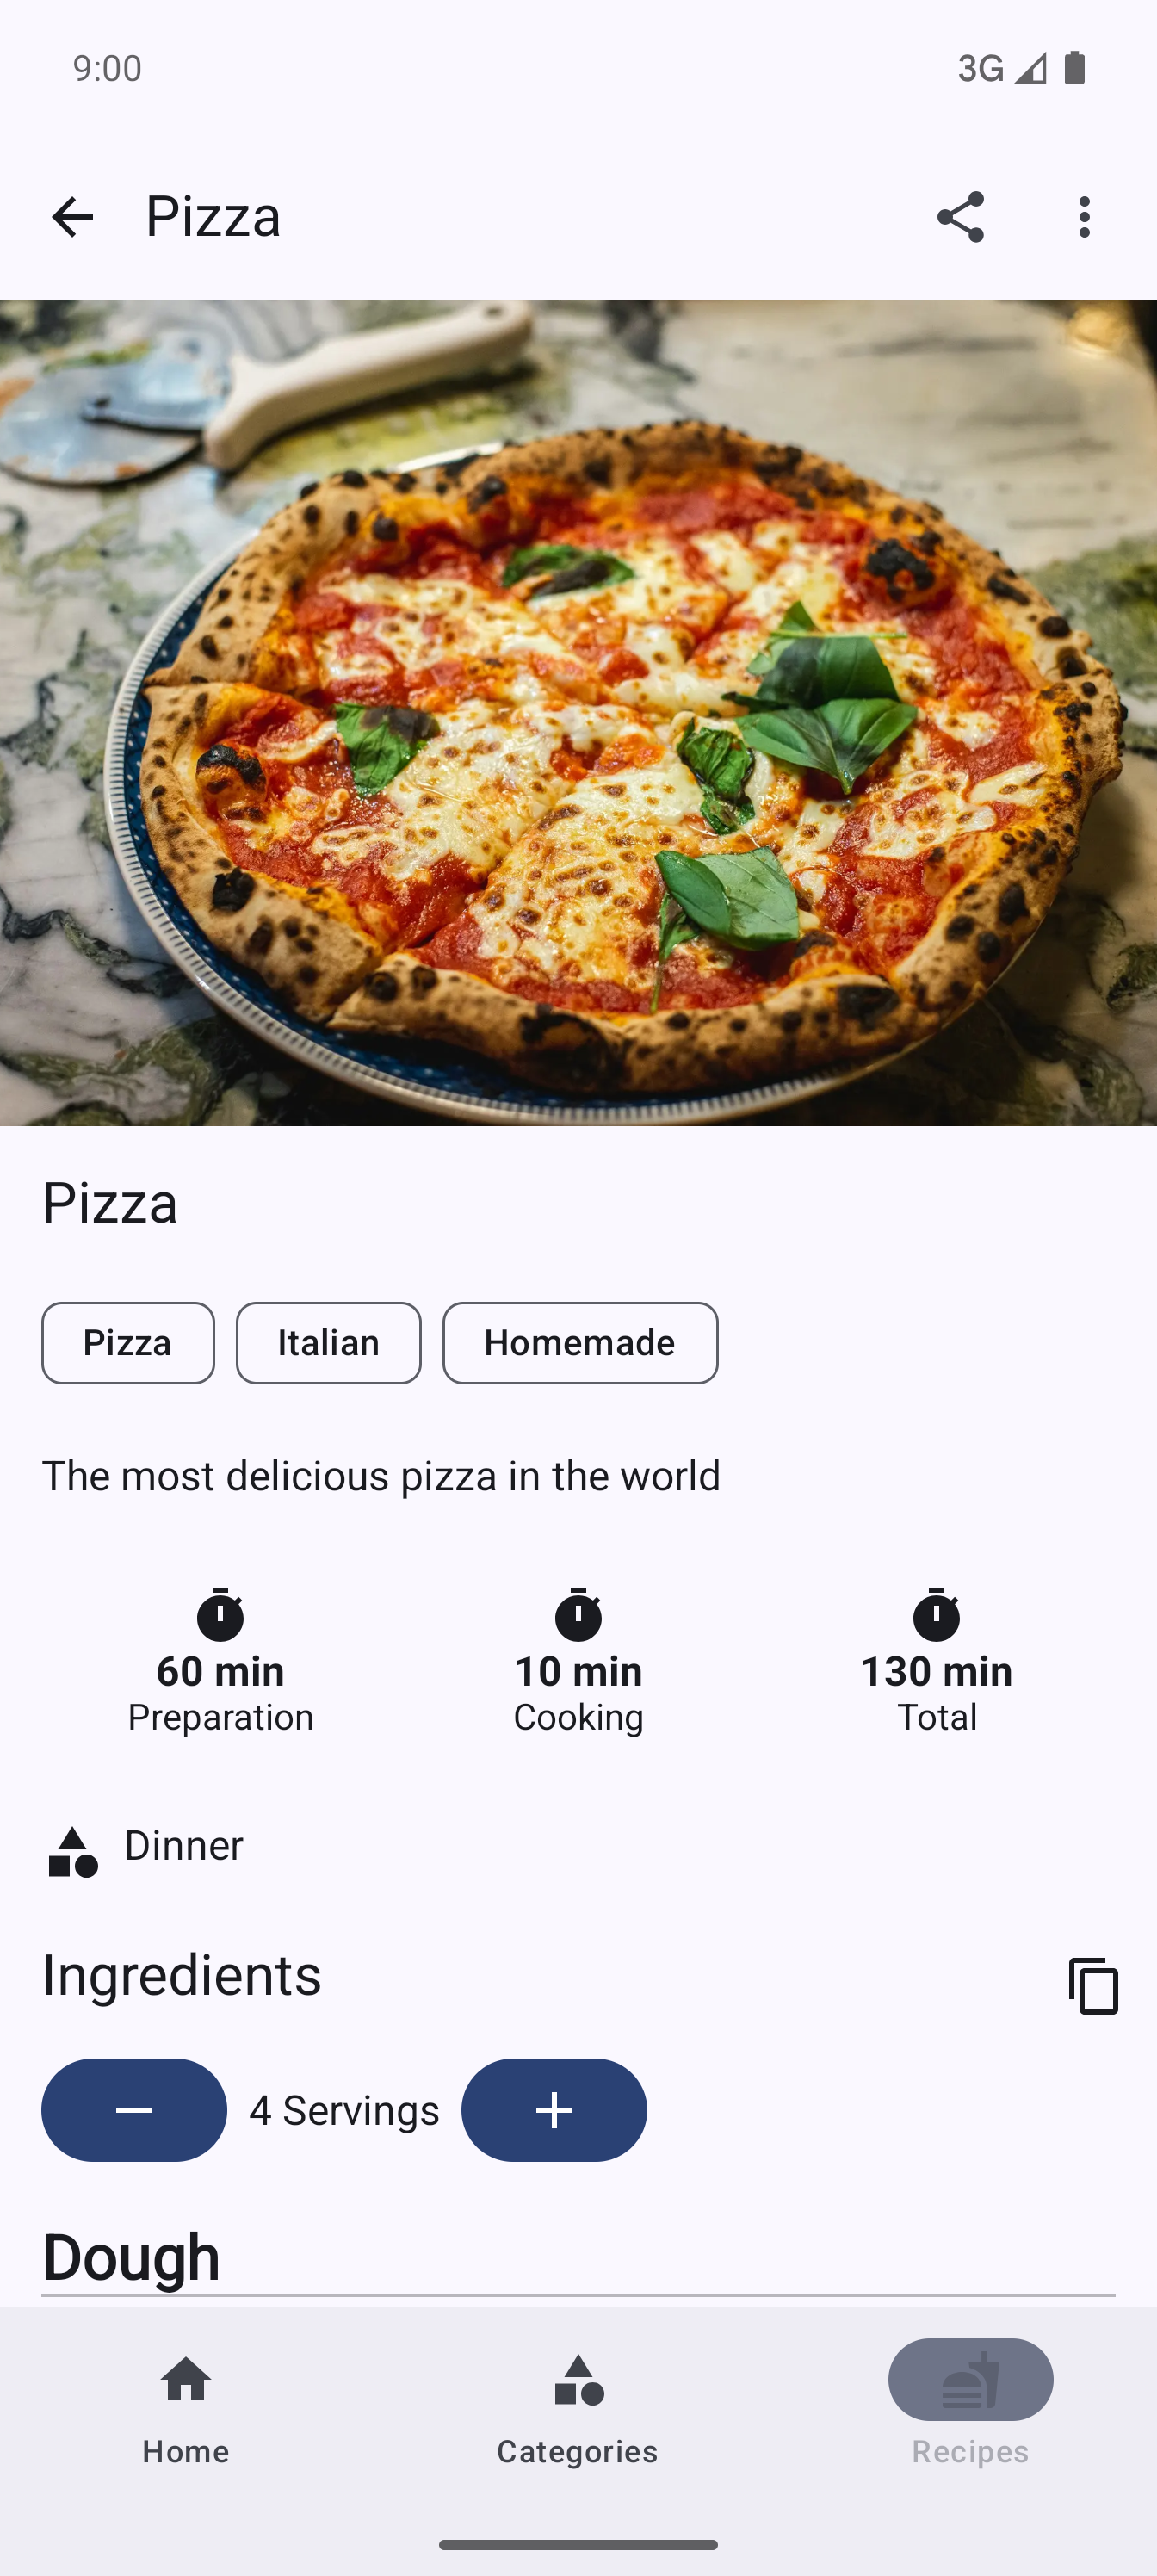 9:00
3G
Pizza
Pizza
Pizza
Italian
Homemade
The most delicious pizza in the world
60 min
Preparation
10 min
Cooking
130 min
Total
Dinner
Ingredients
4 Servings
Dough
Home
Categories
Recipes